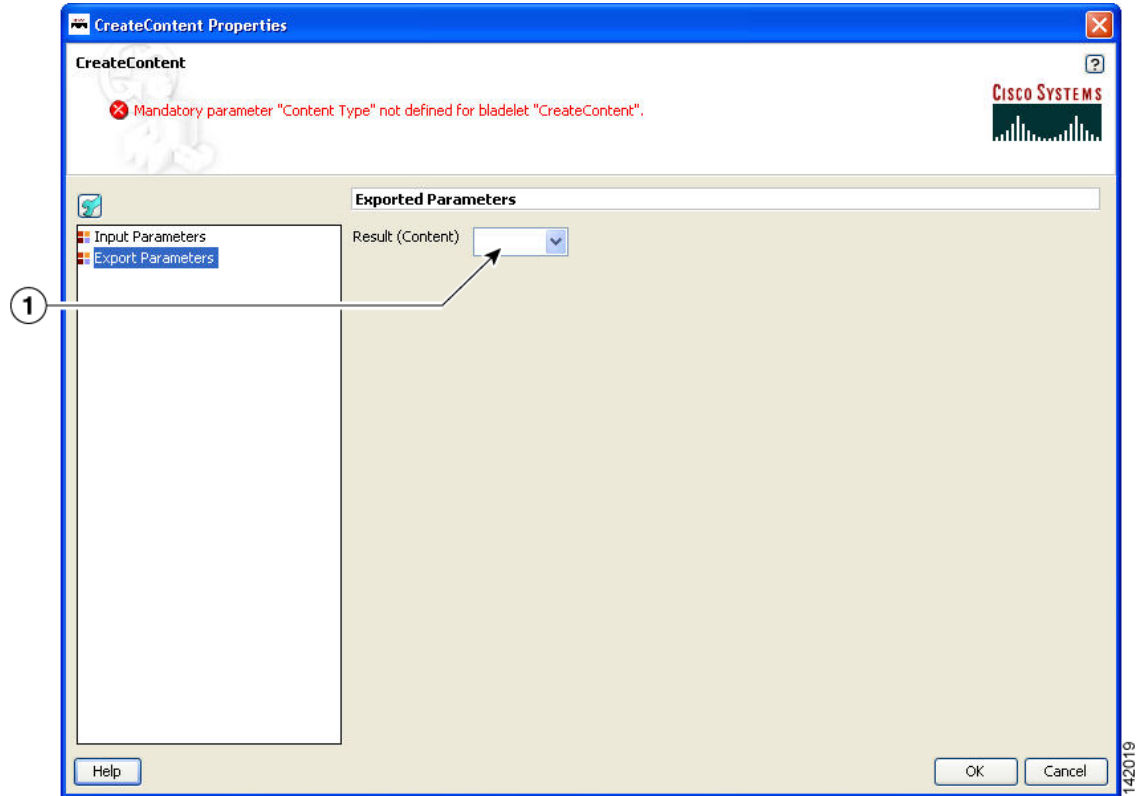 CreateContent Properties
CreateContent
?
Mandatory parameter "Content Type" not defined for bladelet "CreateContent".
CISCO SYSTEMS
Exported Parameters
Input Parameters
Result (Content)
Export Parameters
1
Help
OK
Cancel
142019